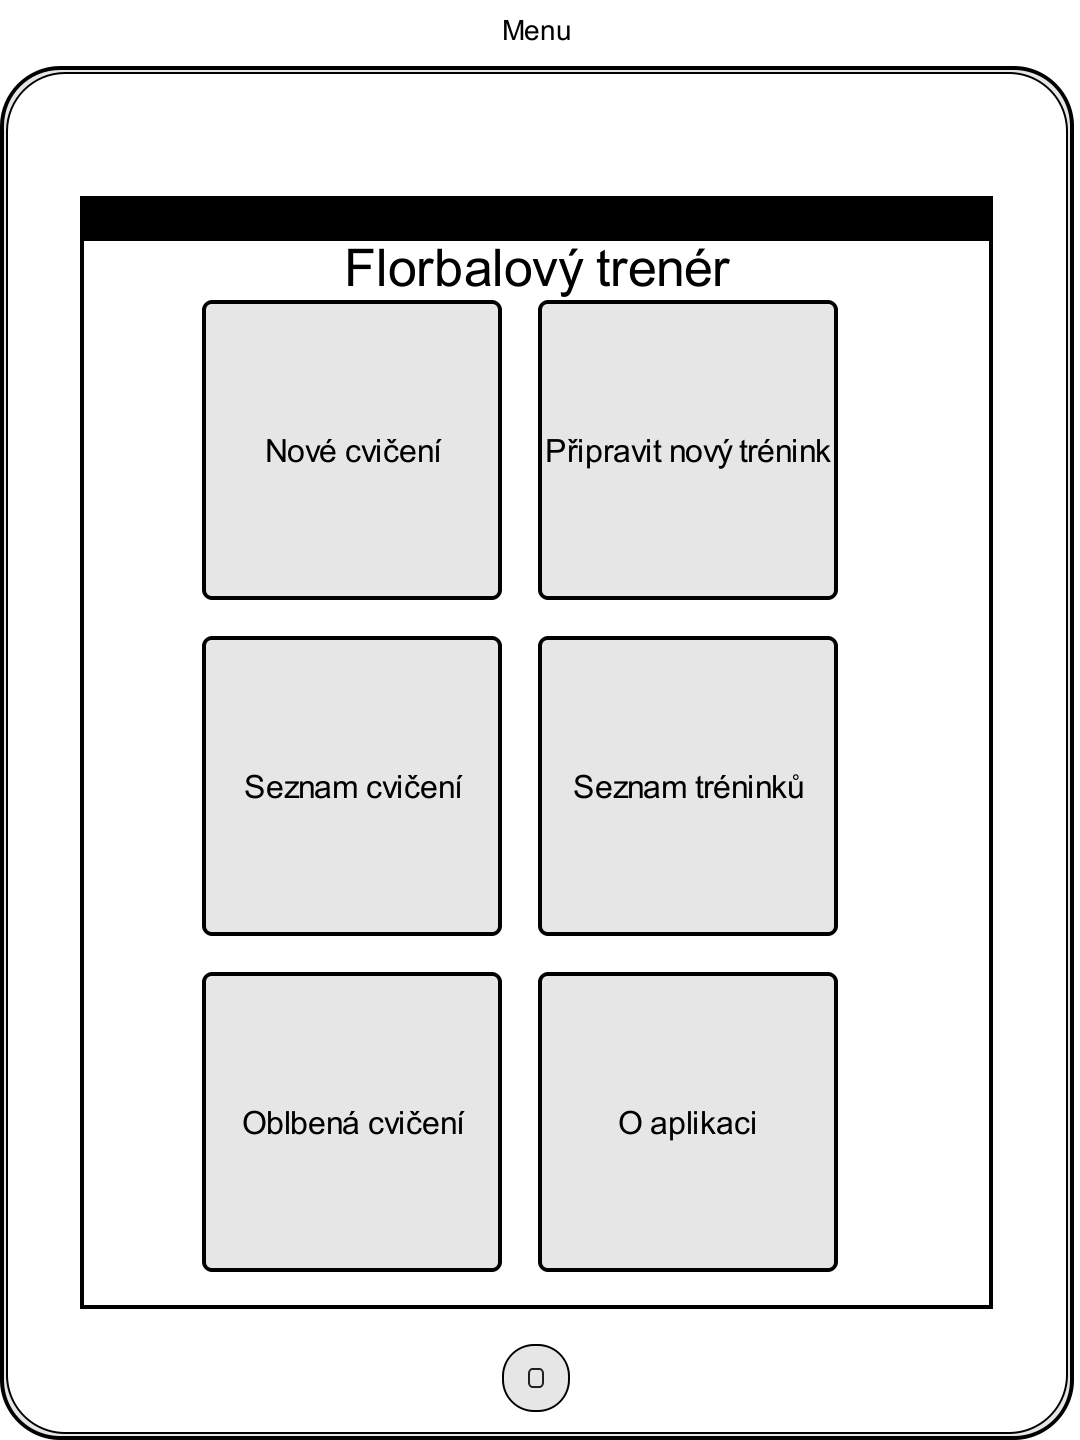 Menu
Florbalový trenér
Nové cvičení
Připravit nový trénink
Seznam cvičení
Seznam tréninků
Oblbená cvičení
O aplikaci